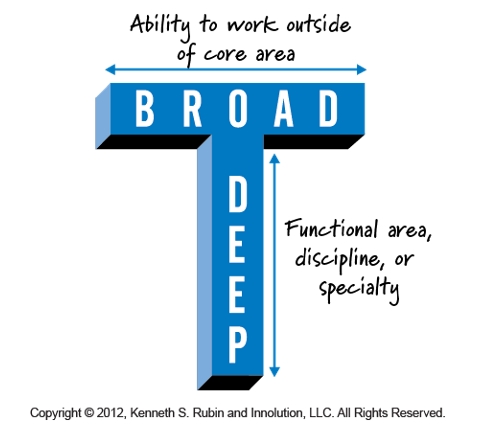 Ability to work outside
of core area
BROAD
DEEP
Functional area,
discipline, or
specialty
Copyright © 2012, Kenneth S. Rubin and Innolution, LLC. All Rights Reserved.